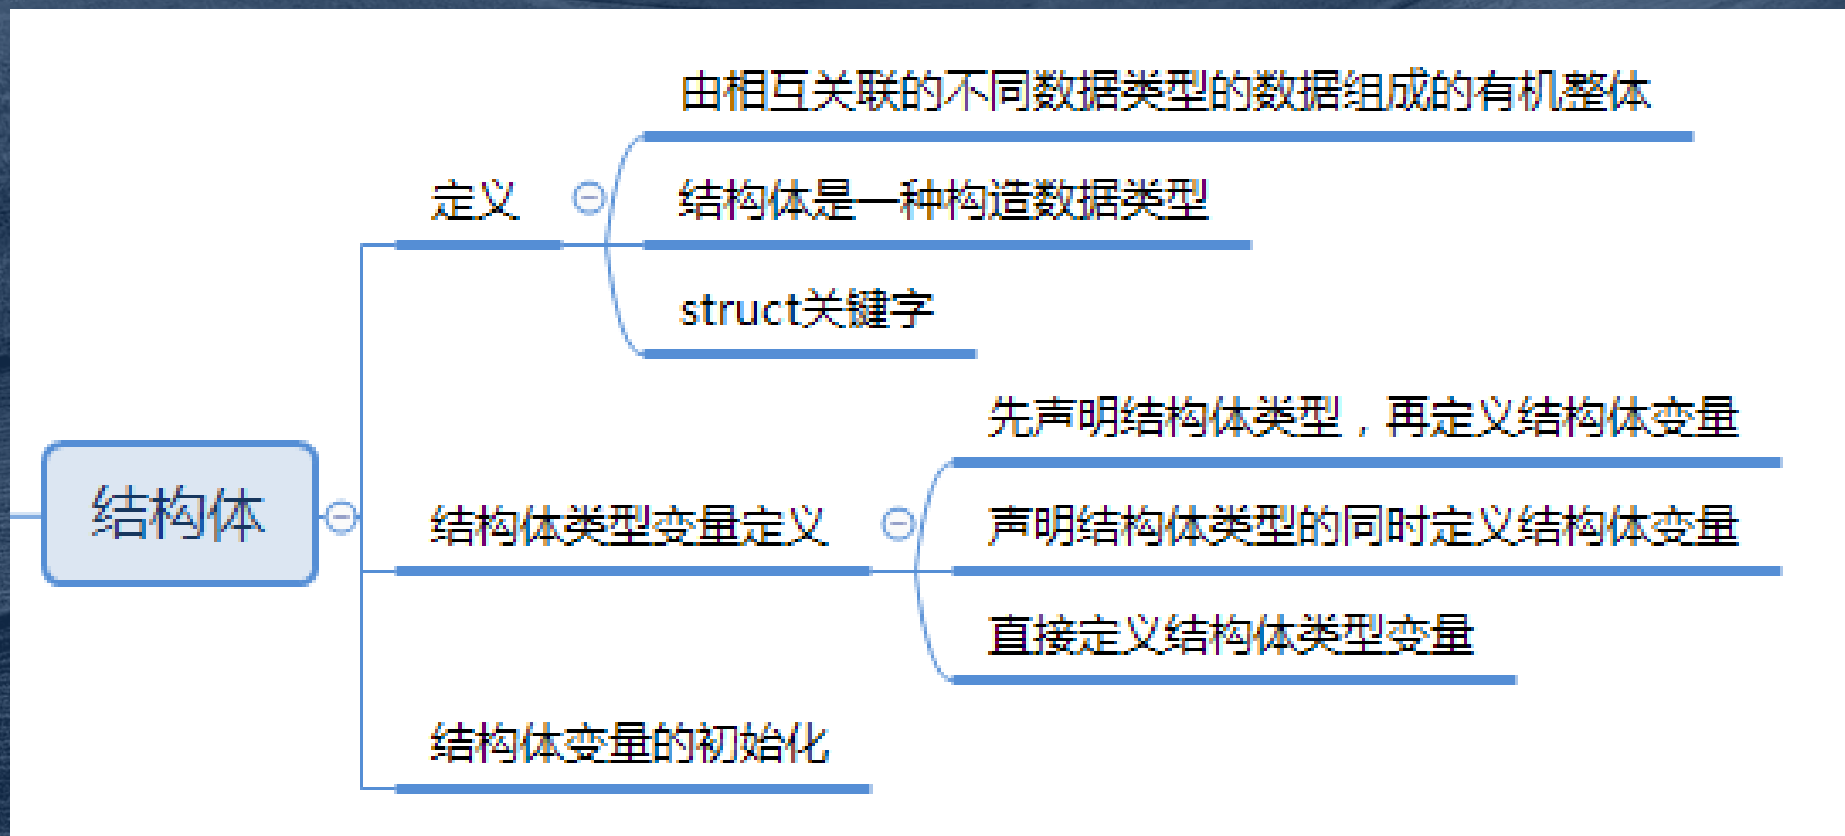 由相互关联的不同数据类型的数据组成的有机整体
定义
结构体是一种构造数据类型
struct关键字
结构体
先声明结构体类型，再定义结构体变量
结构体类型变量定义
声明结构体类型的同时定义结构体变量
直接定义结构体类型变量
结构体变量的初始化